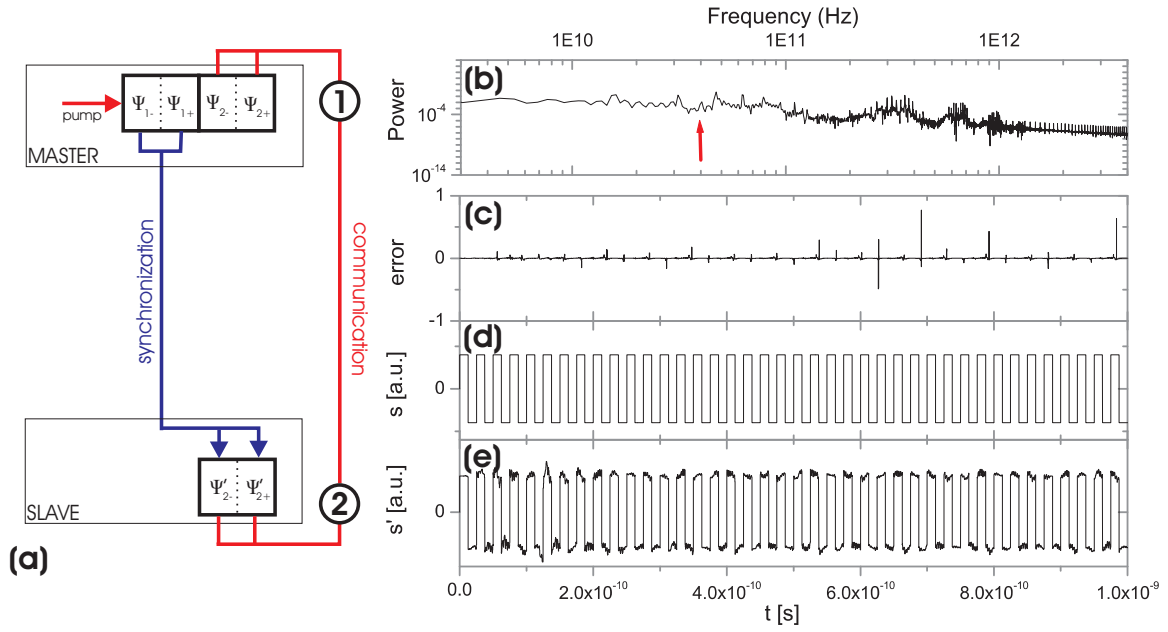 pump
Ψ1- Ψ1+ Ψ2- Ψ2+
1
MASTER
synchronization
communication
Ψ'2- Ψ'2+
2
SLAVE
(a)
Frequency (Hz)
1E10 1E11 1E12
(b)
Power
10^-4
10^-14
(c)
error
1
0
-1
(d)
s [a.u.]
0
(e)
s' [a.u.]
0
0.0 2.0x10^-10 4.0x10^-10 6.0x10^-10 8.0x10^-10 1.0x10^-9
t [s]